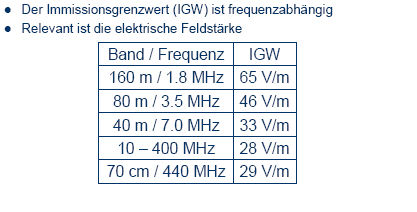 ● Der Immissionsgrenzwert (IGW) ist frequenzabhängig
● Relevant ist die elektrische Feldstärke
Band / Frequenz IGW
160 m / 1.8 MHz 65 V/m
80 m / 3.5 MHz 46 V/m
40 m / 7.0 MHz 33 V/m
10 – 400 MHz 28 V/m
70 cm / 440 MHz 29 V/m